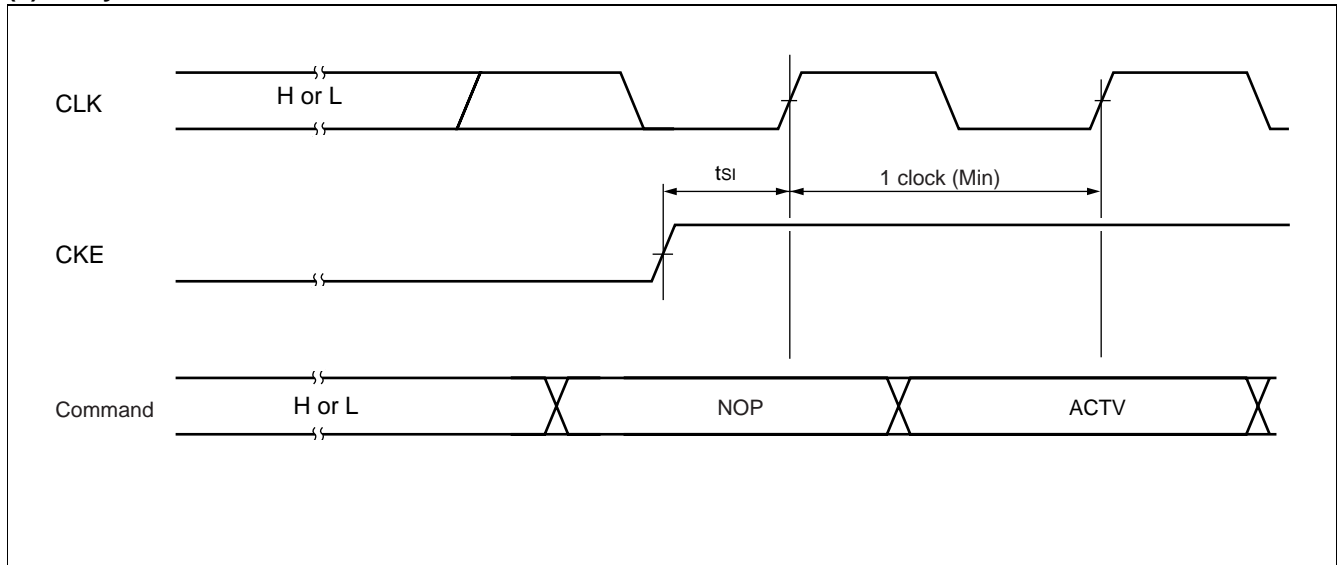 CLK
H or L
tSI
1 clock (Min)
CKE
Command
H or L
NOP
ACTV